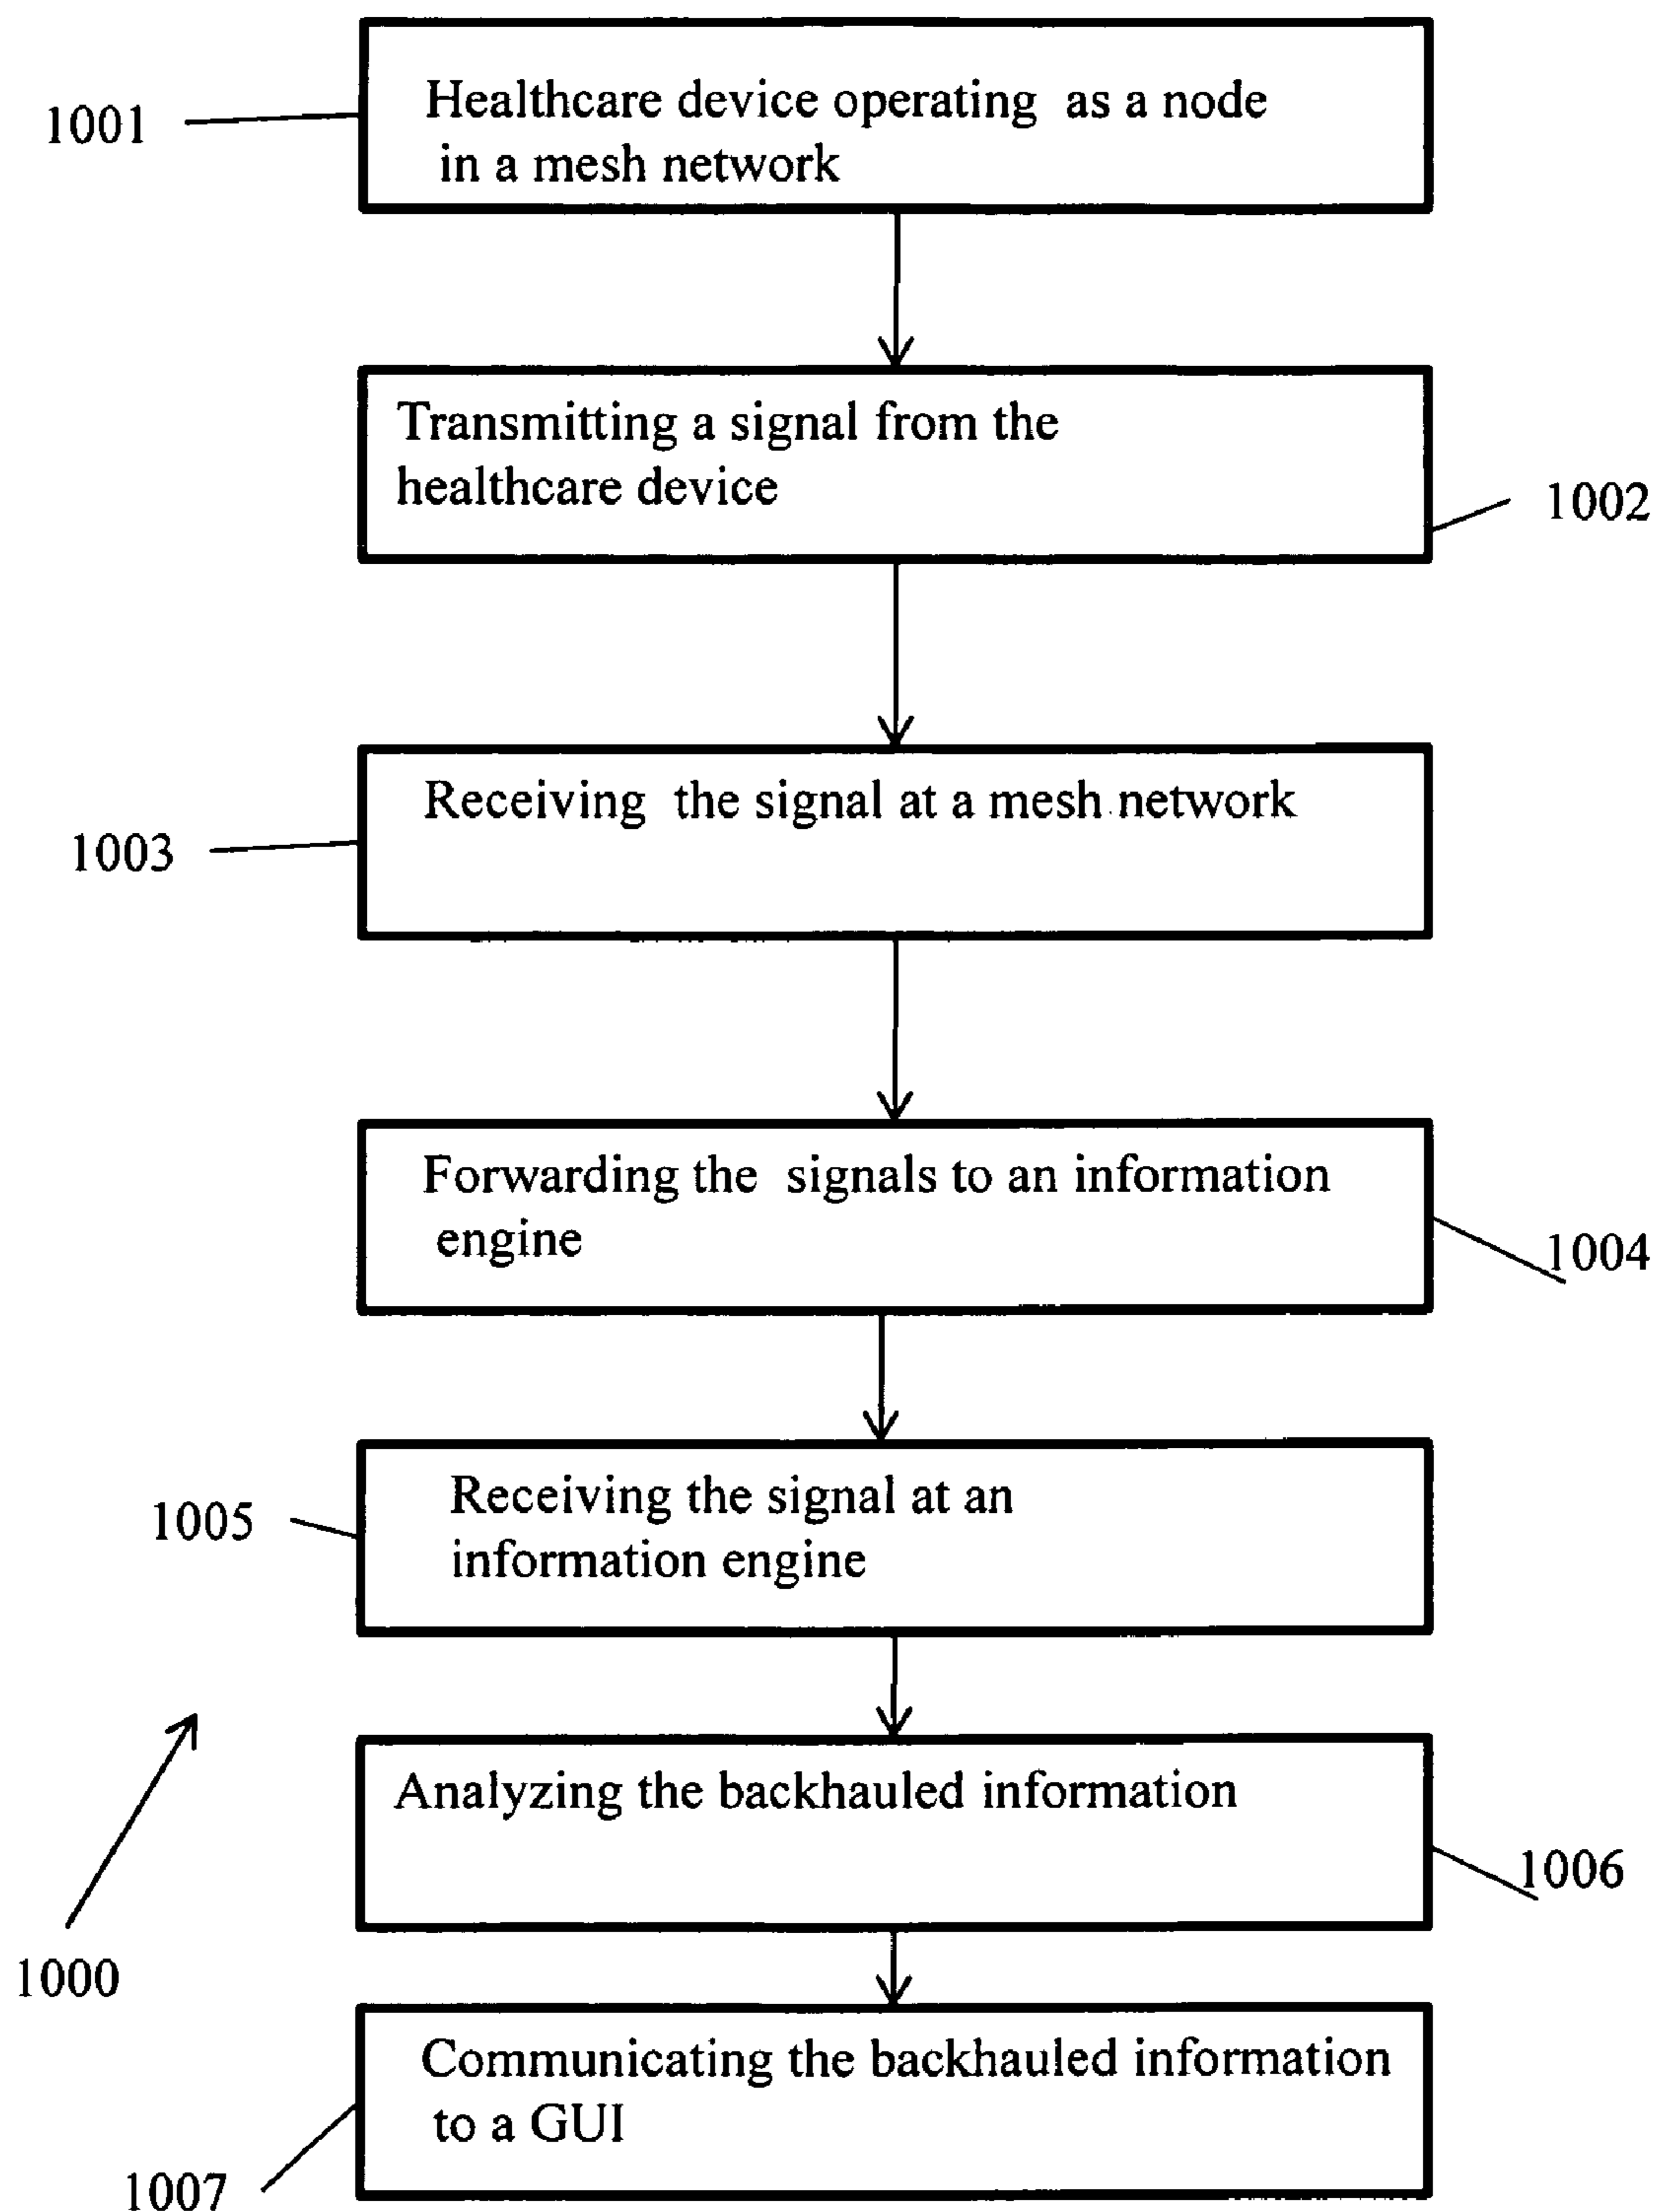 1001
Healthcare device operating as a node
in a mesh network
Transmitting a signal from the
healthcare device
1002
Receiving the signal at a mesh network
1003
Forwarding the signals to an information
engine
1004
Receiving the signal at an
information engine
1005
Analyzing the backhauled information
1006
1000
Communicating the backhauled information
to a GUI
1007